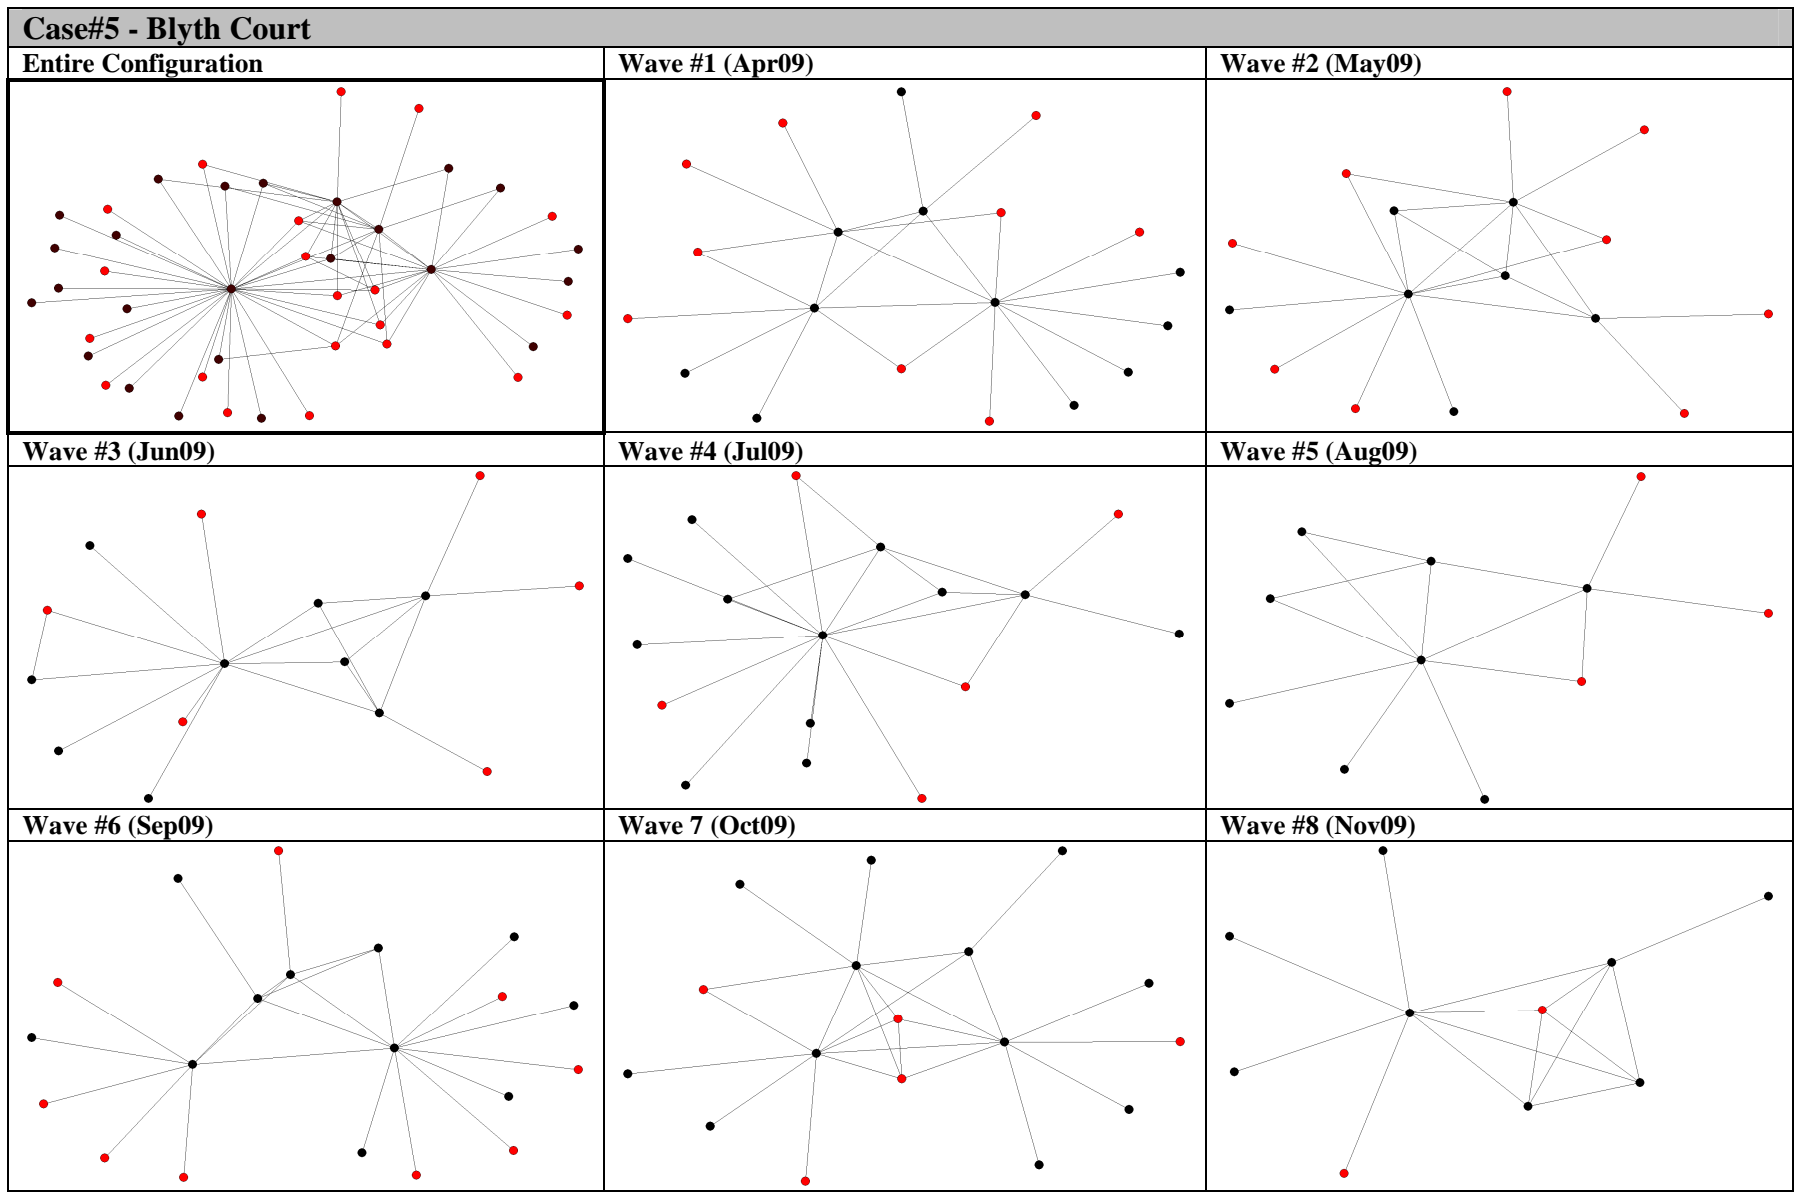 Case#5 - Blyth Court
Entire Configuration
Wave #1 (Apr09)
Wave #2 (May09)
Wave #3 (Jun09)
Wave #4 (Jul09)
Wave #5 (Aug09)
Wave #6 (Sep09)
Wave 7 (Oct09)
Wave #8 (Nov09)